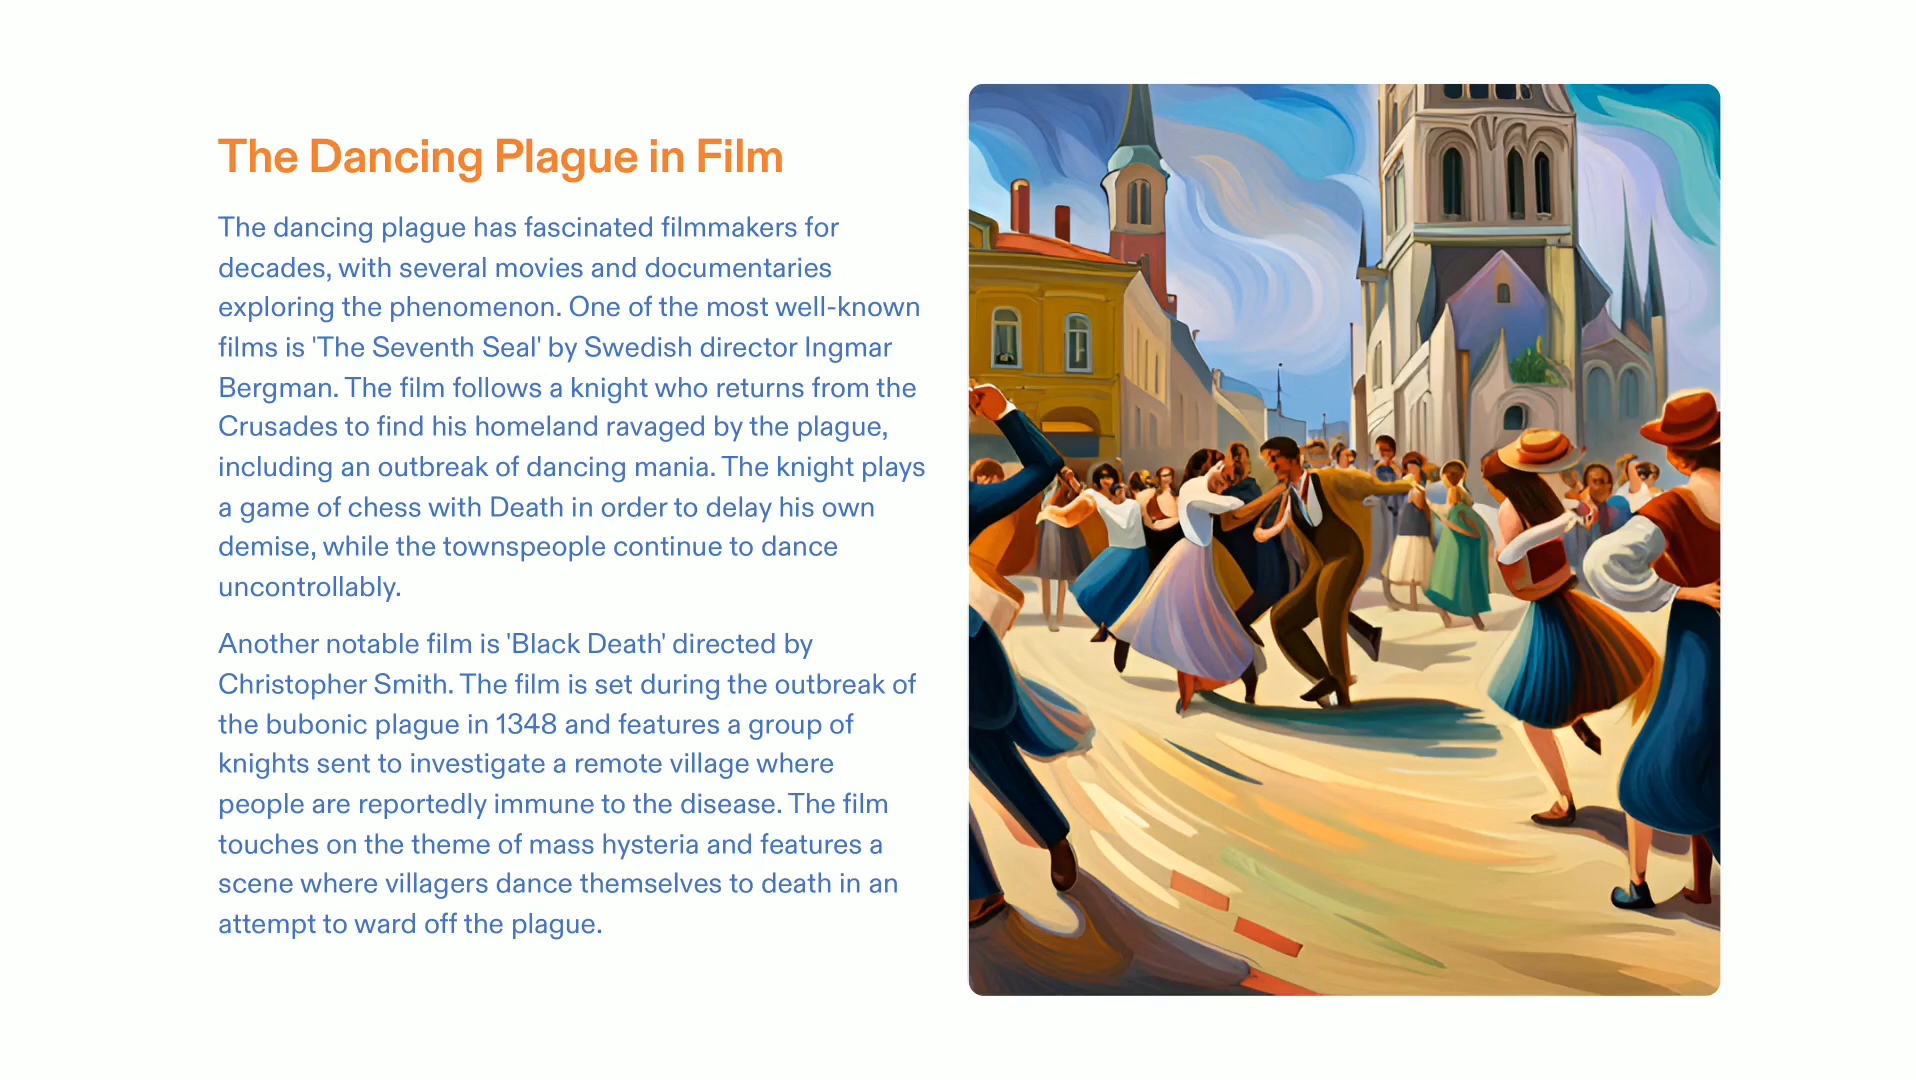 The Dancing Plague in Film
The dancing plague has fascinated filmmakers for
decades, with several movies and documentaries
exploring the phenomenon. One of the most well-known
films is 'The Seventh Seal' by Swedish director Ingmar
Bergman. The film follows a knight who returns from the
Crusades to find his homeland ravaged by the plague,
including an outbreak of dancing mania. The knight plays
a game of chess with Death in order to delay his own
demise, while the townspeople continue to dance
uncontrollably.
Another notable film is 'Black Death' directed by
Christopher Smith. The film is set during the outbreak of
the bubonic plague in 1348 and features a group of
knights sent to investigate a remote village where
people are reportedly immune to the disease. The film
touches on the theme of mass hysteria and features a
scene where villagers dance themselves to death in an
attempt to ward off the plague.